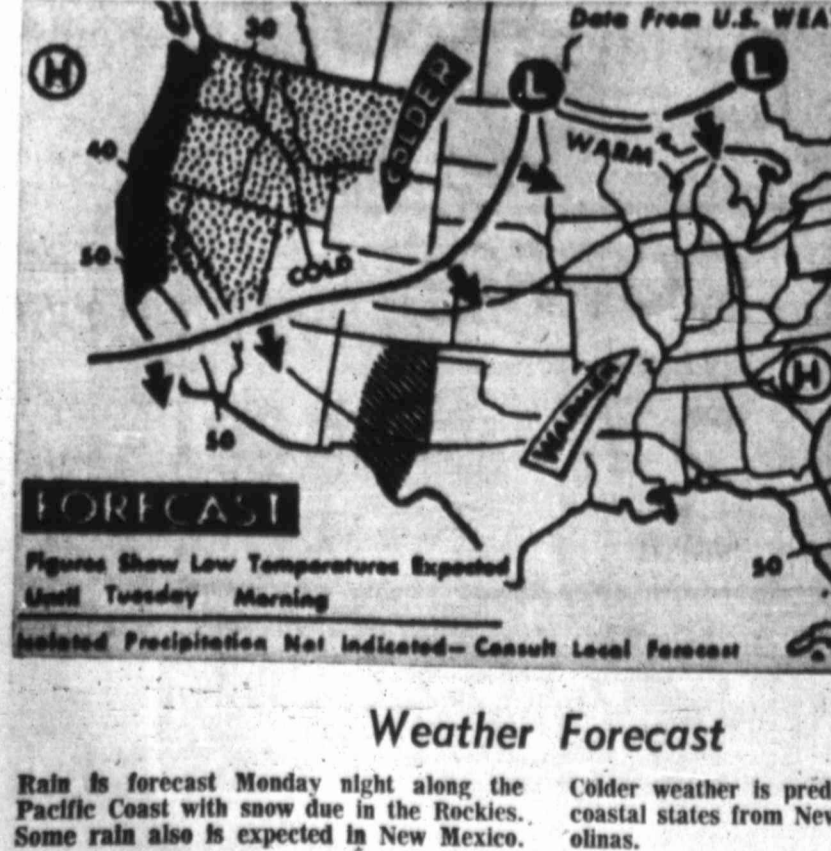 Data From U.S. WEA
30
H
L
L
COLDER
WARM
40
50
COLD
H
WARMER
50
FORECAST
Figures Show Low Temperatures Expected
Until Tuesday Morning
50
Isolated Precipitation Not Indicated— Consult Local Forecast
Weather Forecast
Rain is forecast Monday night along the
Pacific Coast with snow due in the Rockies.
Some rain also is expected in New Mexico.
Colder weather is pred
coastal states from New
olinas.